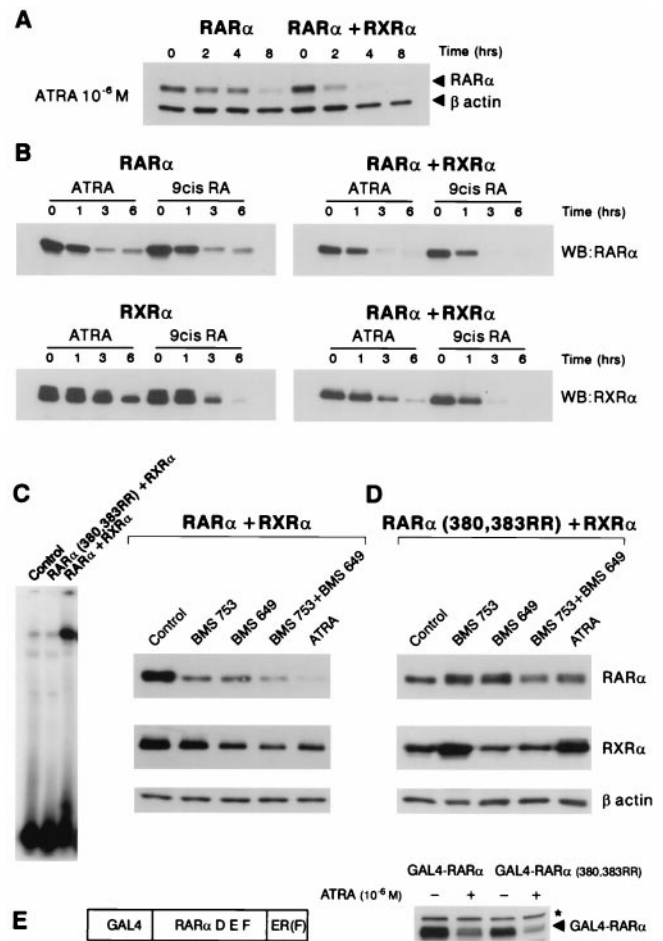 A
RARα RARα + RXRα
0 2 4 8 0 2 4 8 Time (hrs)
ATRA 10⁻⁶ M
RARα
β actin
B
RARα RARα + RXRα
ATRA 9cis RA ATRA 9cis RA
0 1 3 6 0 1 3 6 0 1 3 6 0 1 3 6 Time (hrs)
WB:RARα
RXRα RARα + RXRα
ATRA 9cis RA ATRA 9cis RA
0 1 3 6 0 1 3 6 0 1 3 6 0 1 3 6 Time (hrs)
WB:RXRα
C
Control
RARα (380,383RR) + RXRα
RARα + RXRα
RARα + RXRα
Control
BMS 753
BMS 649
BMS 753+BMS 649
ATRA
D
RARα (380,383RR) + RXRα
Control
BMS 753
BMS 649
BMS 753+BMS 649
ATRA
RARα
RXRα
β actin
E
GAL4 RARα D E F ER(F)
GAL4-RARα GAL4-RARα (380.383RR)
ATRA (10⁻⁶ M) – + – +
*
GAL4-RARα